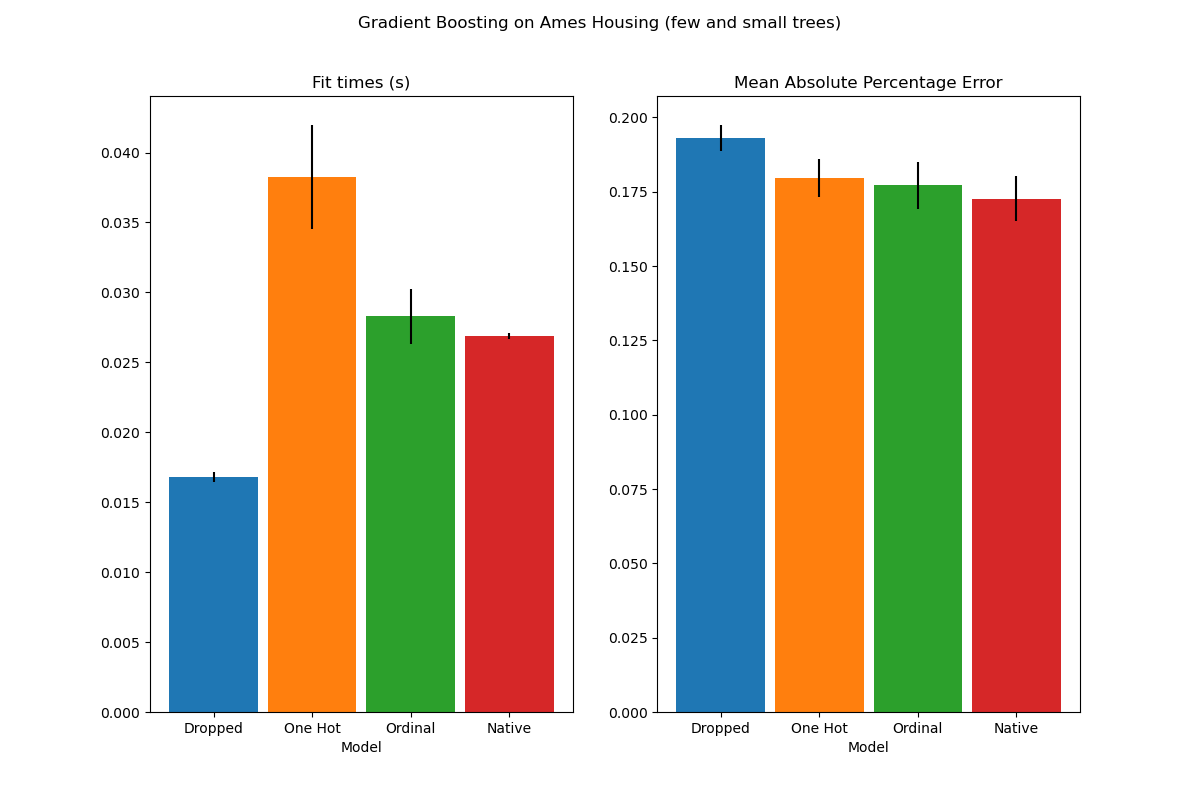 Gradient Boosting on Ames Housing (few and small trees)
Fit times (s)
0.040
0.035
0.030
0.025
0.020
0.015
0.010
0.005
0.000
Dropped One Hot Ordinal Native
Model
Mean Absolute Percentage Error
0.200
0.175
0.150
0.125
0.100
0.075
0.050
0.025
0.000
Dropped One Hot Ordinal Native
Model